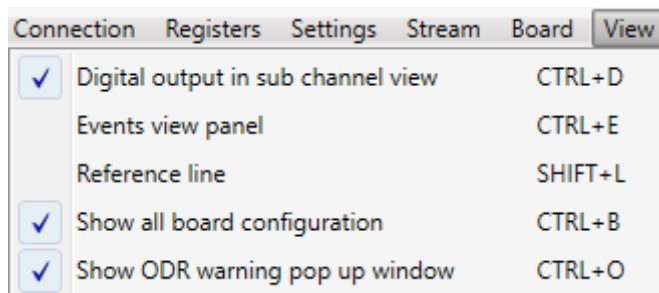 Connection Registers Settings Stream Board View
Digital output in sub channel view CTRL+D
Events view panel CTRL+E
Reference line SHIFT+L
Show all board configuration CTRL+B
Show ODR warning pop up window CTRL+O